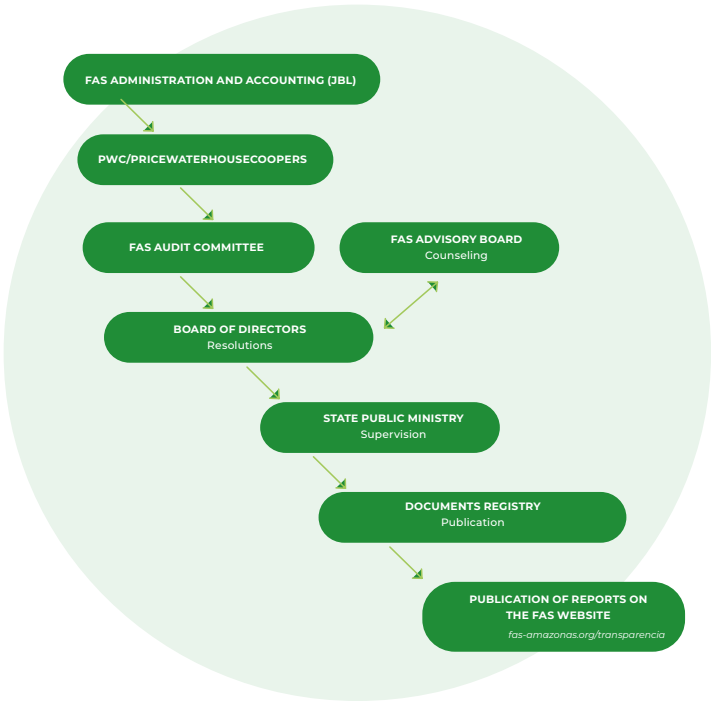 FAS ADMINISTRATION AND ACCOUNTING (JBL)
PWC/PRICEWATERHOUSECOOPERS
FAS AUDIT COMMITTEE
FAS ADVISORY BOARD
Counseling
BOARD OF DIRECTORS
Resolutions
STATE PUBLIC MINISTRY
Supervision
DOCUMENTS REGISTRY
Publication
PUBLICATION OF REPORTS ON
THE FAS WEBSITE
fas-amazonas.org/transparencia